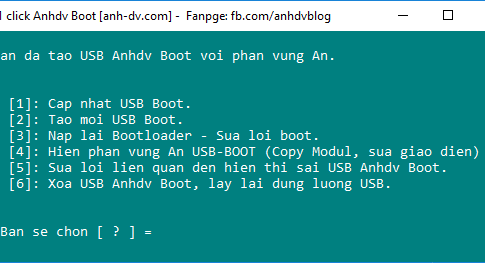 click Anhdv Boot [anh-dv.com] - Fanpge: fb.com/anhdvblog
an da tao USB Anhdv Boot voi phan vung An.
[1]: Cap nhat USB Boot.
[2]: Tao moi USB Boot.
[3]: Nap lai Bootloader - Sua loi boot.
[4]: Hien phan vung An USB-BOOT (Copy Modul, sua giao dien)
[5]: Sua loi lien quan den hien thi sai USB Anhdv Boot.
[6]: Xoa USB Anhdv Boot, lay lai dung luong USB.
Ban se chon [ ? ] =